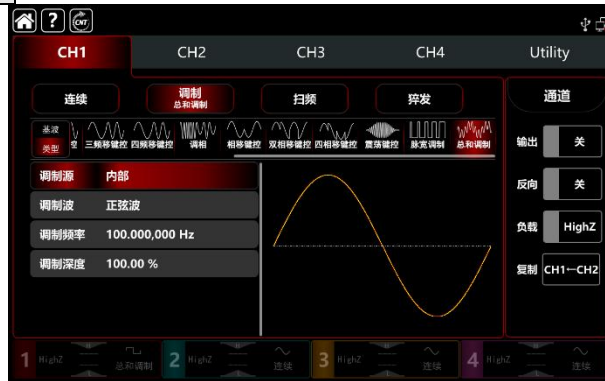 ? CNT
CH1 CH2 CH3 CH4 Utility
连续 调制 扫频 猝发 通道
总和调制
基波
类型 三频移键控 四频移键控 调相 相移键控 双相移键控 四相移键控 震荡键控 脉宽调制 总和调制
输出 关
调制源 内部
反向 关
调制波 正弦波
负载 HighZ
调制频率 100.000,000 Hz
调制深度 100.00 %
复制 CH1←CH2
1 HighZ 总和调制 2 HighZ 连续 3 HighZ 连续 4 HighZ 连续